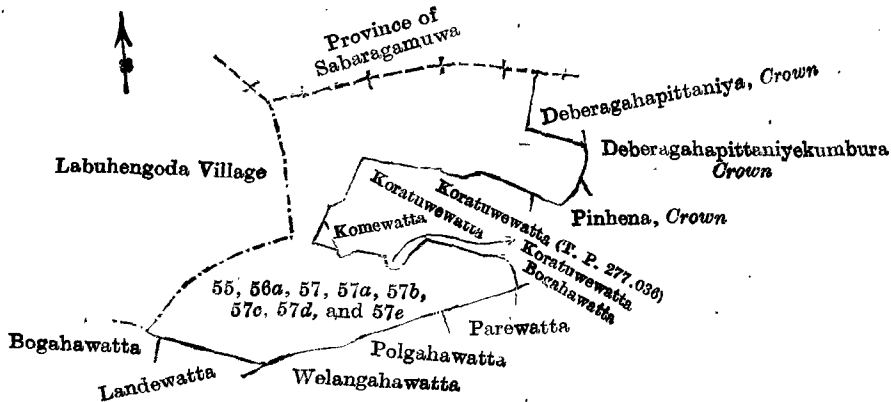 Province of
Sabaragamuwa
Deberagahapittaniya, Crown
Deberagahapittaniyekumbura
Crown
Labuhengoda Village
Pinhena, Crown
Koratuwewatta (T. P. 277,036)
Koratuwewatta
Komewatta
Koratuwewatta
Bogahawatta
55, 56a, 57, 57a, 57b,
57c, 57d, and 57e
Parewatta
Bogahawatta
Polgahawatta
Landewatta
Welangahawatta